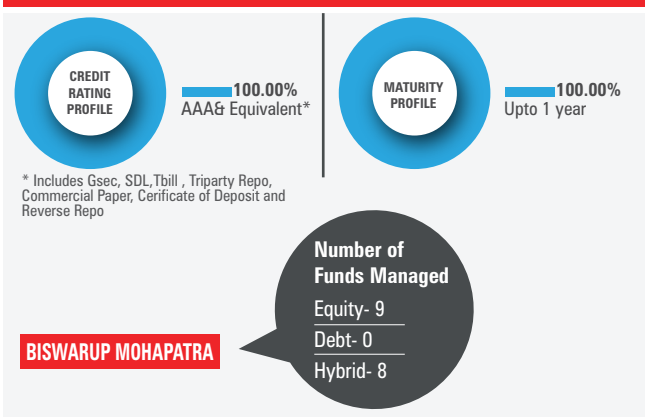 CREDIT
RATING
PROFILE
100.00%
AAA& Equivalent*
MATURITY
PROFILE
100.00%
Upto 1 year
* Includes Gsec, SDL,Tbill , Triparty Repo,
Commercial Paper, Cerificate of Deposit and
Reverse Repo
Number of
Funds Managed
Equity- 9
Debt- 0
Hybrid- 8
BISWARUP MOHAPATRA